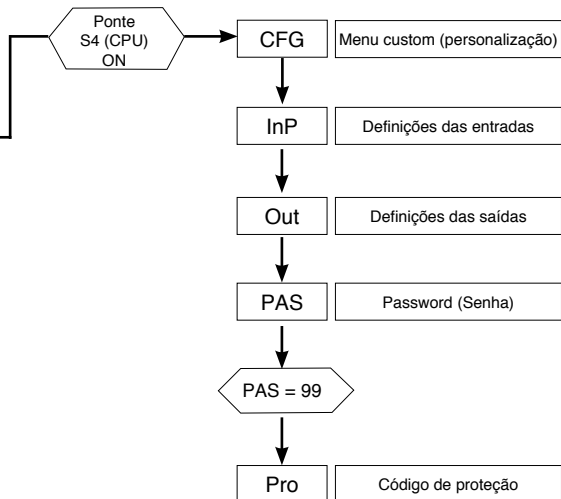 Ponte
S4 (CPU)
ON
CFG
Menu custom (personalização)
InP
Definições das entradas
Out
Definições das saídas
PAS
Password (Senha)
PAS = 99
Pro
Código de proteção